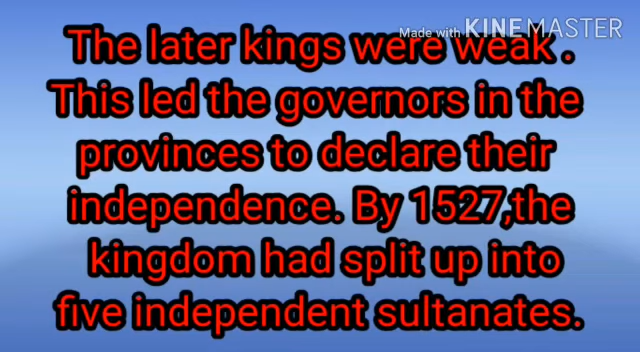 Made with KINEMASTER
The later kings were weak .
This led the governors in the
provinces to declare their
independence. By 1527,the
kingdom had split up into
five independent sultanates.